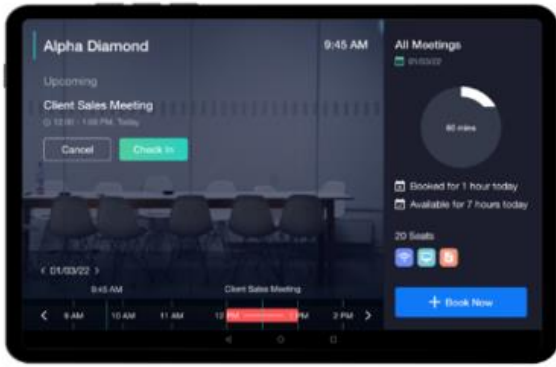 Alpha Diamond
9:45 AM
Upcoming
Client Sales Meeting
12:00 - 1:00 PM, Today
Cancel
Check In
< 01/03/22 >
9:45 AM
Client Sales Meeting
9 AM
10 AM
11 AM
12 PM
1 PM
2 PM
All Meetings
01/03/22
60 mins
Booked for 1 hour today
Available for 7 hours today
20 Seats
+ Book Now